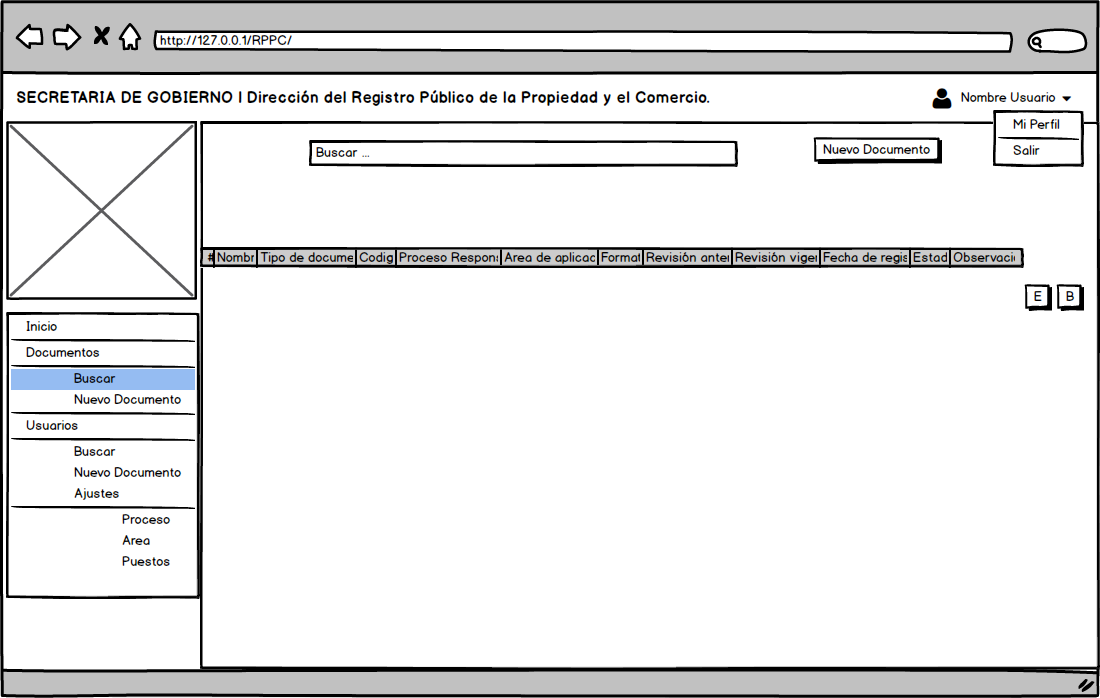 http://127.0.0.1/RPPC/
SECRETARIA DE GOBIERNO I Dirección del Registro Público de la Propiedad y el Comercio.
Nombre Usuario
Mi Perfil
Salir
Buscar ...
Nuevo Documento
# Nombr Tipo de docume Codig Proceso Respons Area de aplicac Format Revisión anter Revisión vigen Fecha de regis Estad Observaci
E B
Inicio
Documentos
Buscar
Nuevo Documento
Usuarios
Buscar
Nuevo Documento
Ajustes
Proceso
Area
Puestos